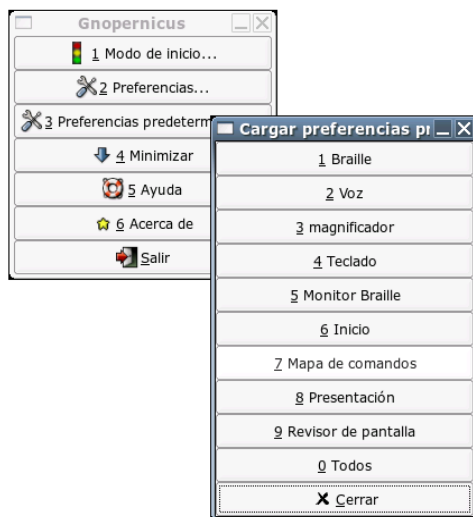 Gnopernicus
1 Modo de inicio...
2 Preferencias...
3 Preferencias
4 Minimizar
5 Ayuda
6 Acerca de
Salir
Cargar preferencias
1 Braille
2 Voz
3 magnificador
4 Teclado
5 Monitor Braille
6 Inicio
7 Mapa de comandos
8 Presentación
9 Revisor de pantalla
0 Todos
Cerrar